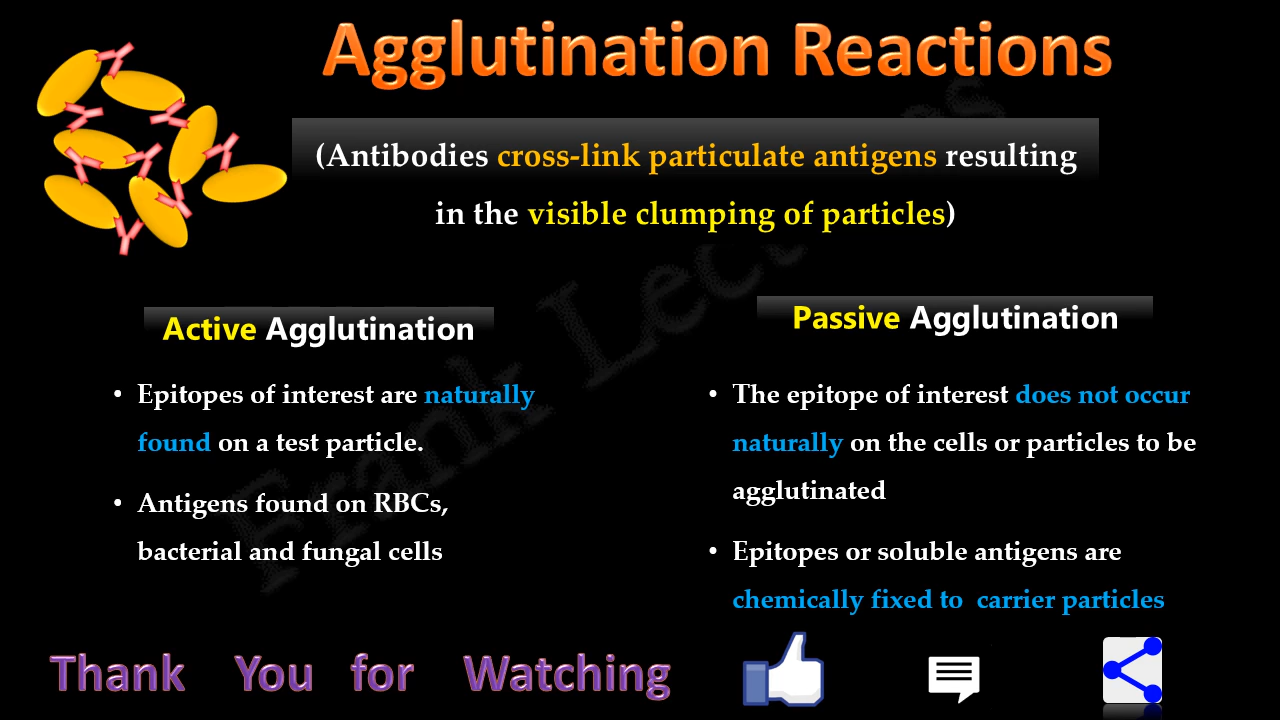 Agglutination Reactions
(Antibodies cross-link particulate antigens resulting
in the visible clumping of particles)
Active Agglutination
• Epitopes of interest are naturally
found on a test particle.
• Antigens found on RBCs,
bacterial and fungal cells
Passive Agglutination
• The epitope of interest does not occur
naturally on the cells or particles to be
agglutinated
• Epitopes or soluble antigens are
chemically fixed to carrier particles
Thank You for Watching
Frank Lectures